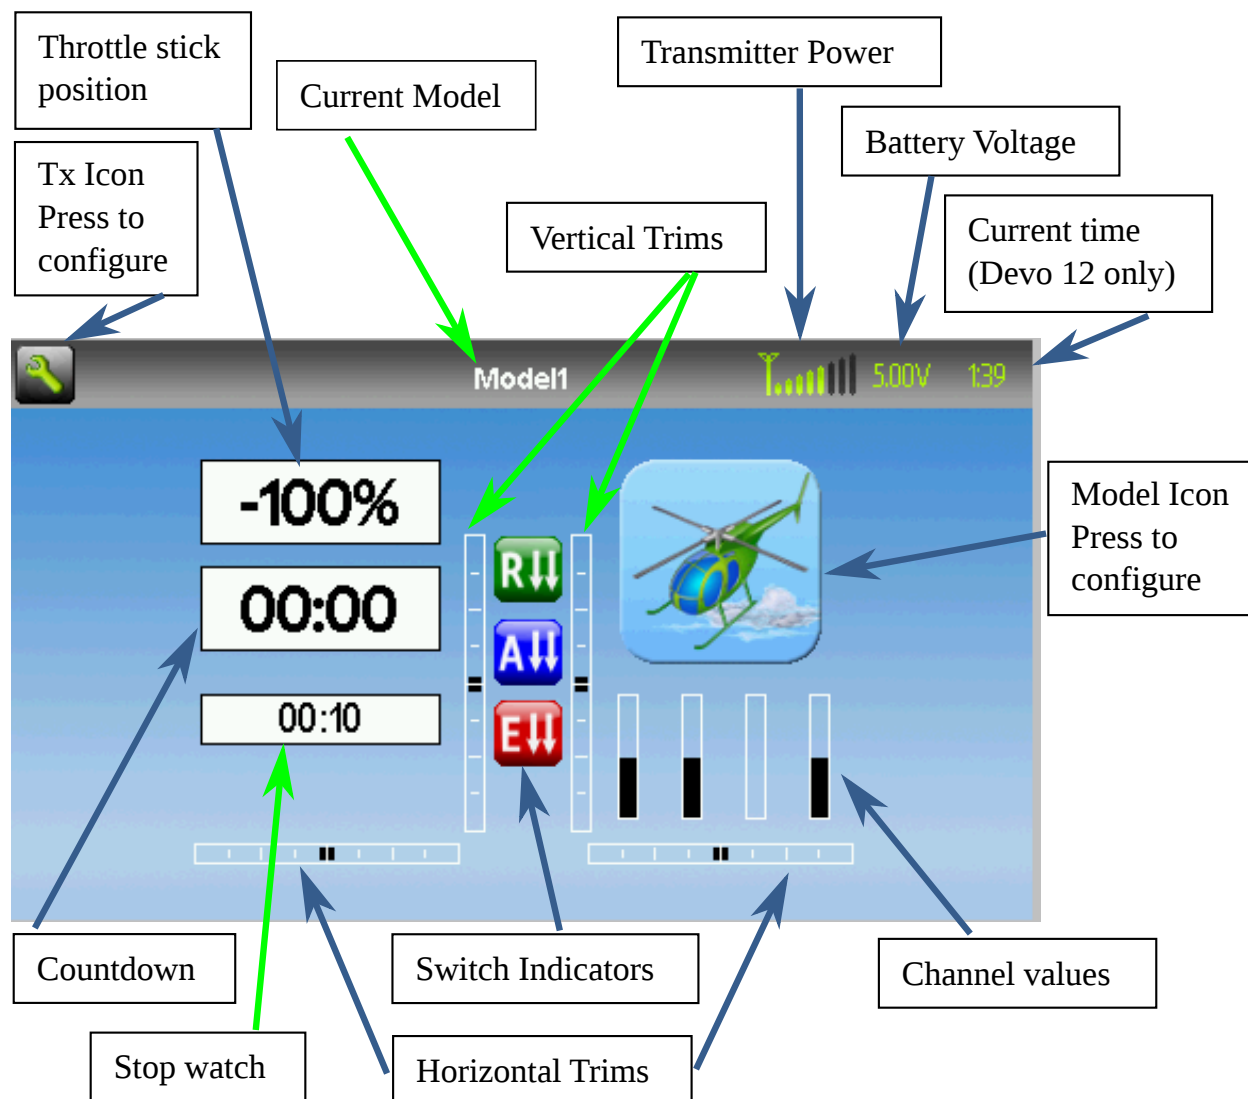 Throttle stick
position
Current Model
Transmitter Power
Battery Voltage
Tx Icon
Press to
configure
Vertical Trims
Current time
(Devo 12 only)
Model1
5.00V
1:39
-100%
Model Icon
Press to
configure
R
00:00
A
00:10
E
Countdown
Switch Indicators
Channel values
Stop watch
Horizontal Trims